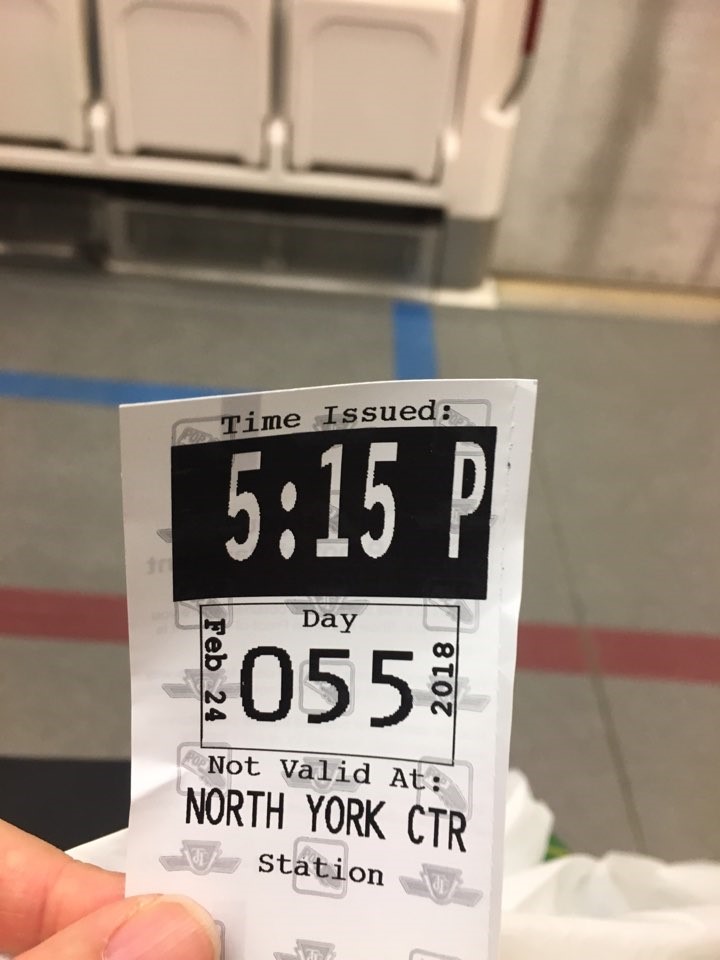 Time Issued:
5:15 P
Day
Feb 24
055
2018
Not Valid At:
NORTH YORK CTR
Station